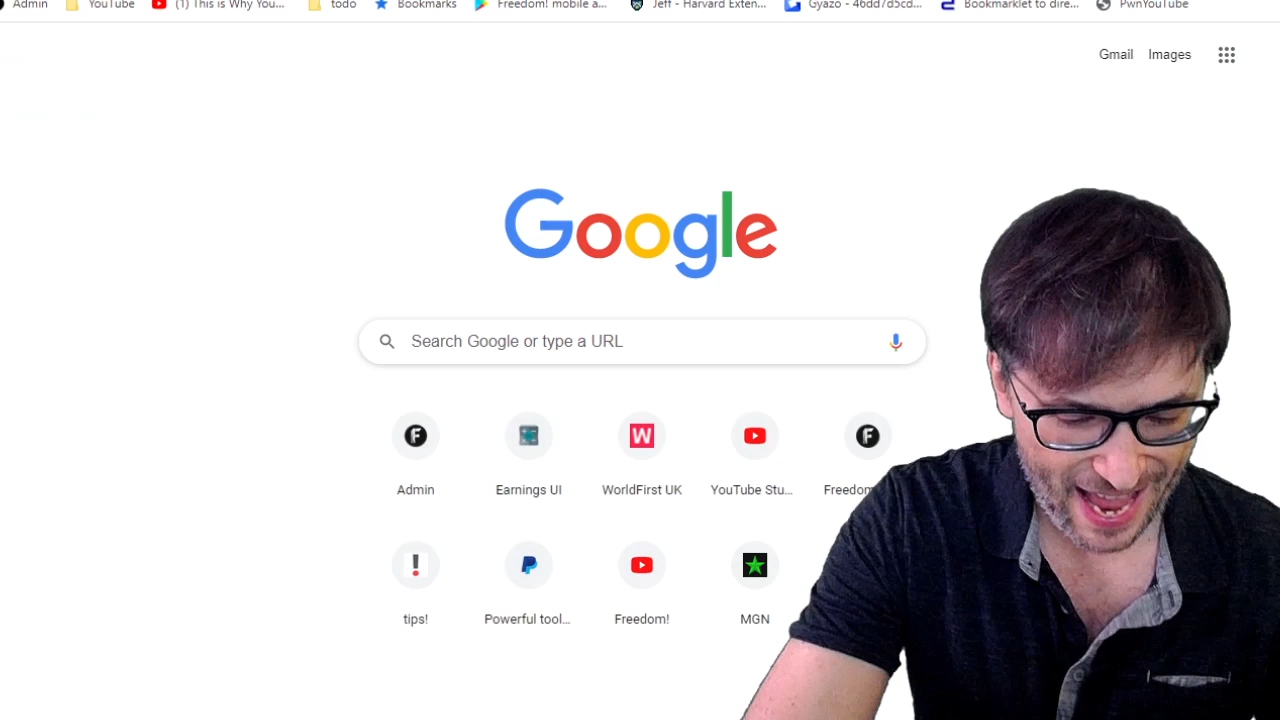 Admin YouTube (1) This is Why You... todo Bookmarks Freedom! mobile a... Jeff - Harvard Exten... Gyazo - 46dd7d5cd... Bookmarklet to dire... PwnYouTube
Gmail Images
Google
Search Google or type a URL
Admin Earnings UI WorldFirst UK YouTube Stu... Freedom
tips! Powerful tool... Freedom! MGN